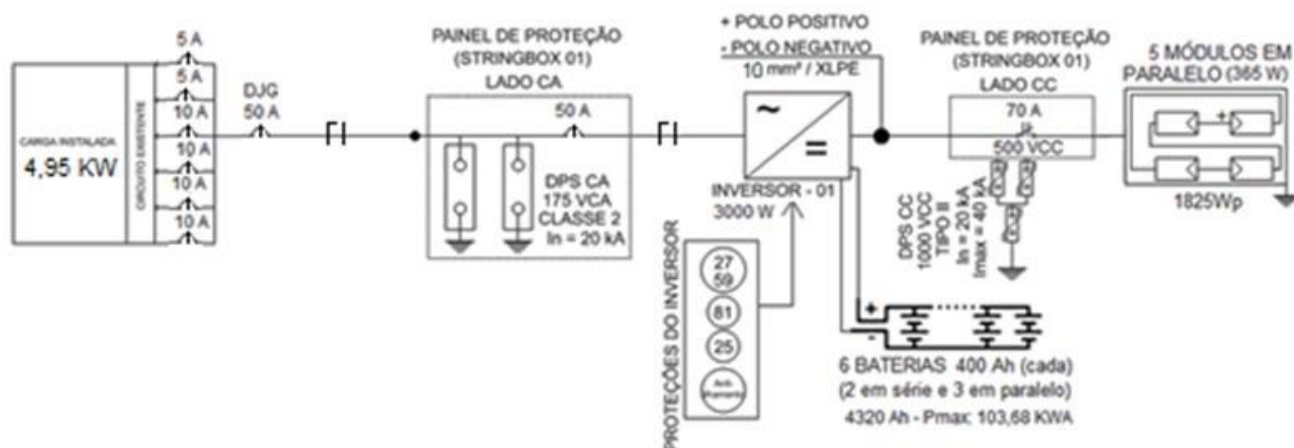 5 A
5 A
10 A
10 A
10 A
10 A
CARGA INSTALADA
4,95 KW
CIRCUITO EXISTENTE
DJG
50 A
PAINEL DE PROTEÇÃO
(STRINGBOX 01)
LADO CA
50 A
DPS CA
175 VCA
CLASSE 2
In = 20 kA
+ POLO POSITIVO
- POLO NEGATIVO
10 mm² / XLPE
~
=
INVERSOR - 01
3000 W
PROTEÇÕES DO INVERSOR
27
59
81
25
Anti-
PAINEL DE PROTEÇÃO
(STRINGBOX 01)
LADO CC
70 A
500 VCC
DPS CC
1000 VCC
TIPO II
In = 20 kA
Imax = 40 kA
5 MÓDULOS EM
PARALELO (365 W)
+
1825Wp
+
-
6 BATERIAS 400 Ah (cada)
(2 em série e 3 em paralelo)
4320 Ah - Pmax: 103,68 KWA